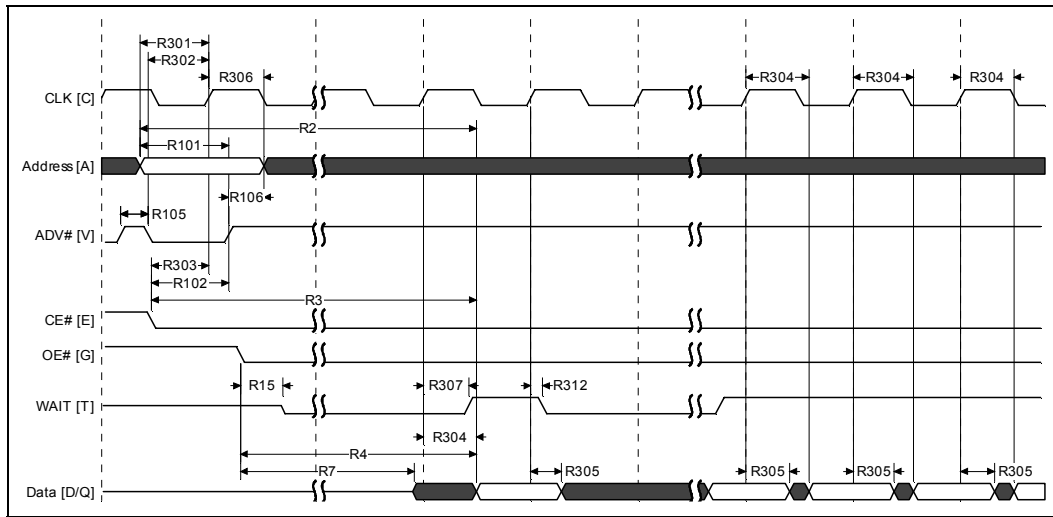 R301
R302
R306
R304 R304 R304
CLK [C]
R2
R101
Address [A]
R106
R105
ADV# [V]
R303
R102
R3
CE# [E]
OE# [G]
R15 R307 R312
WAIT [T]
R304
R4
R7
R305 R305 R305 R305
Data [D/Q]